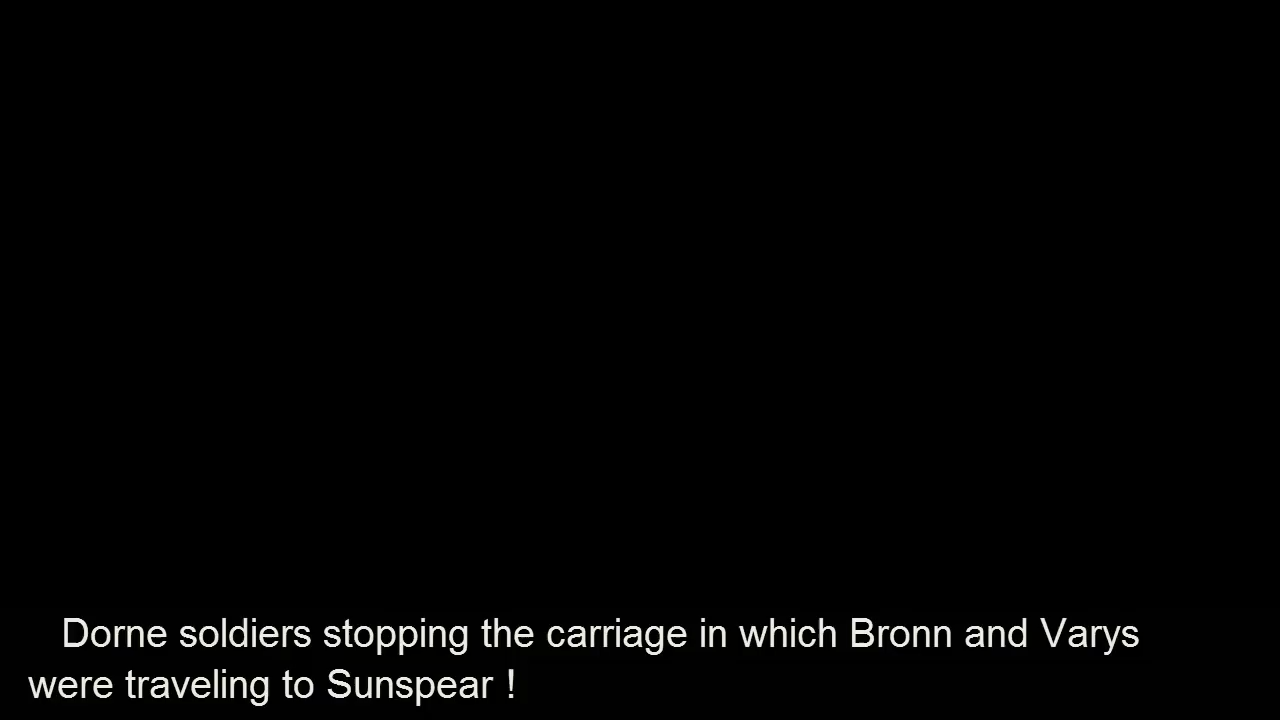 Dorne soldiers stopping the carriage in which Bronn and Varys
were traveling to Sunspear !